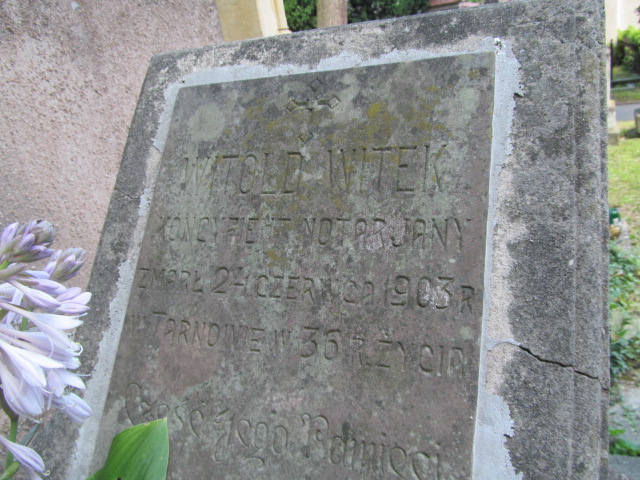 WITOLD WITEK
KONCYPIENT NOTARJANY
ZMARŁ 24 CZERWCA 1903 R
W TARNOWIE W 36 R. ŻYCIA
Cześć Jego Pamięci